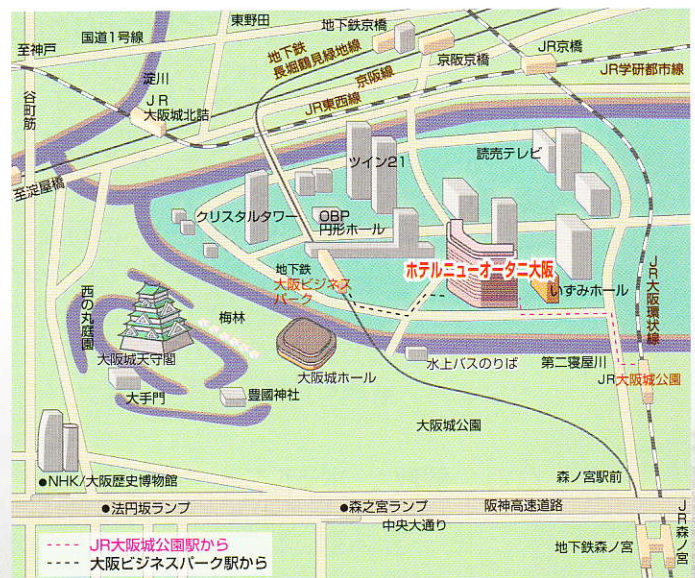 東野田
地下鉄京橋
国道1号線
至神戸
地下鉄
長堀鶴見緑地線
京阪京橋
JR京橋
淀川
京阪線
JR学研都市線
谷町筋
JR
大阪城北詰
JR東西線
ツイン21
読売テレビ
至淀屋橋
クリスタルタワー
OBP
円形ホール
ホテルニューオータニ大阪
地下鉄
大阪ビジネス
パーク
いずみホール
JR大阪環状線
西の丸庭園
梅林
大阪城天守閣
大阪城ホール
水上バスのりば
第二寝屋川
JR大阪城公園
大手門
豊國神社
大阪城公園
NHK/大阪歴史博物館
森ノ宮駅前
法円坂ランプ
森之宮ランプ
阪神高速道路
中央大通り
JR森ノ宮
地下鉄森ノ宮
JR大阪城公園駅から
大阪ビジネスパーク駅から